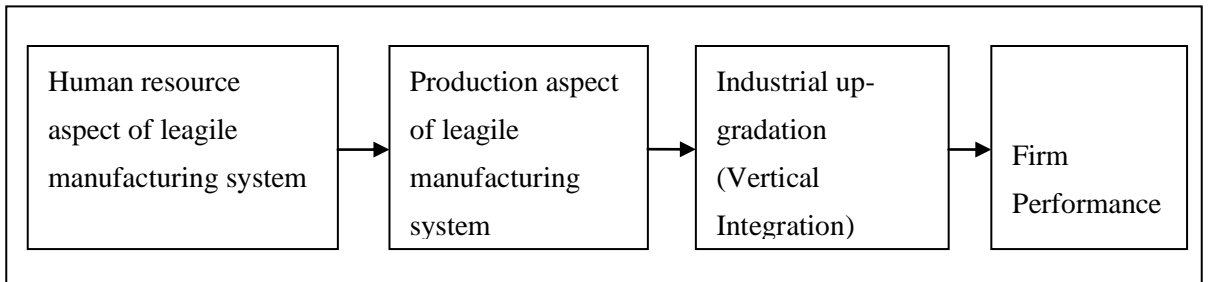 Human resource
aspect of leagile
manufacturing system
Production aspect
of leagile
manufacturing
system
Industrial up-
gradation
(Vertical
Integration)
Firm
Performance